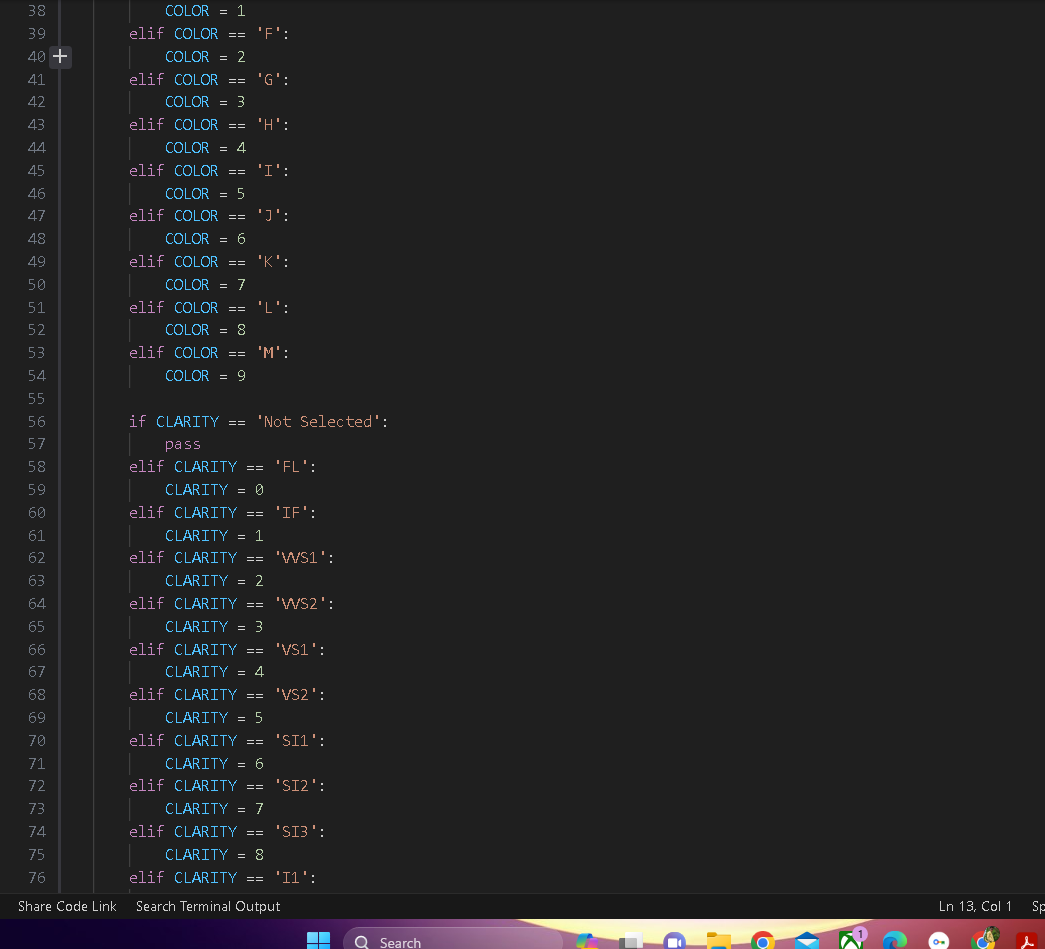 38 COLOR = 1
39 elif COLOR == 'F':
40 + COLOR = 2
41 elif COLOR == 'G':
42 COLOR = 3
43 elif COLOR == 'H':
44 COLOR = 4
45 elif COLOR == 'I':
46 COLOR = 5
47 elif COLOR == 'J':
48 COLOR = 6
49 elif COLOR == 'K':
50 COLOR = 7
51 elif COLOR == 'L':
52 COLOR = 8
53 elif COLOR == 'M':
54 COLOR = 9
55
56 if CLARITY == 'Not Selected':
57 pass
58 elif CLARITY == 'FL':
59 CLARITY = 0
60 elif CLARITY == 'IF':
61 CLARITY = 1
62 elif CLARITY == 'VVS1':
63 CLARITY = 2
64 elif CLARITY == 'VVS2':
65 CLARITY = 3
66 elif CLARITY == 'VS1':
67 CLARITY = 4
68 elif CLARITY == 'VS2':
69 CLARITY = 5
70 elif CLARITY == 'SI1':
71 CLARITY = 6
72 elif CLARITY == 'SI2':
73 CLARITY = 7
74 elif CLARITY == 'SI3':
75 CLARITY = 8
76 elif CLARITY == 'I1':
Share Code Link Search Terminal Output Ln 13, Col 1 Sp
Search 1